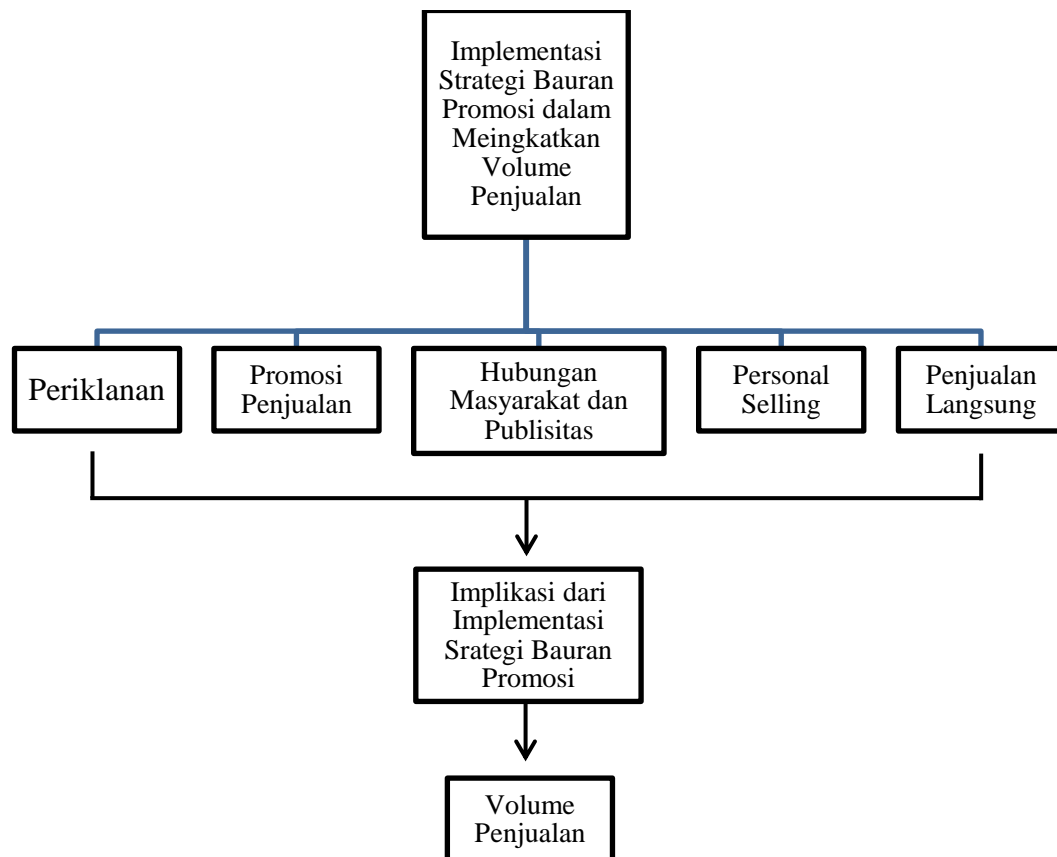 Implementasi
Strategi Bauran
Promosi dalam
Meingkatkan
Volume
Penjualan
Periklanan
Promosi
Penjualan
Hubungan
Masyarakat dan
Publisitas
Personal
Selling
Penjualan
Langsung
Implikasi dari
Implementasi
Srategi Bauran
Promosi
Volume
Penjualan